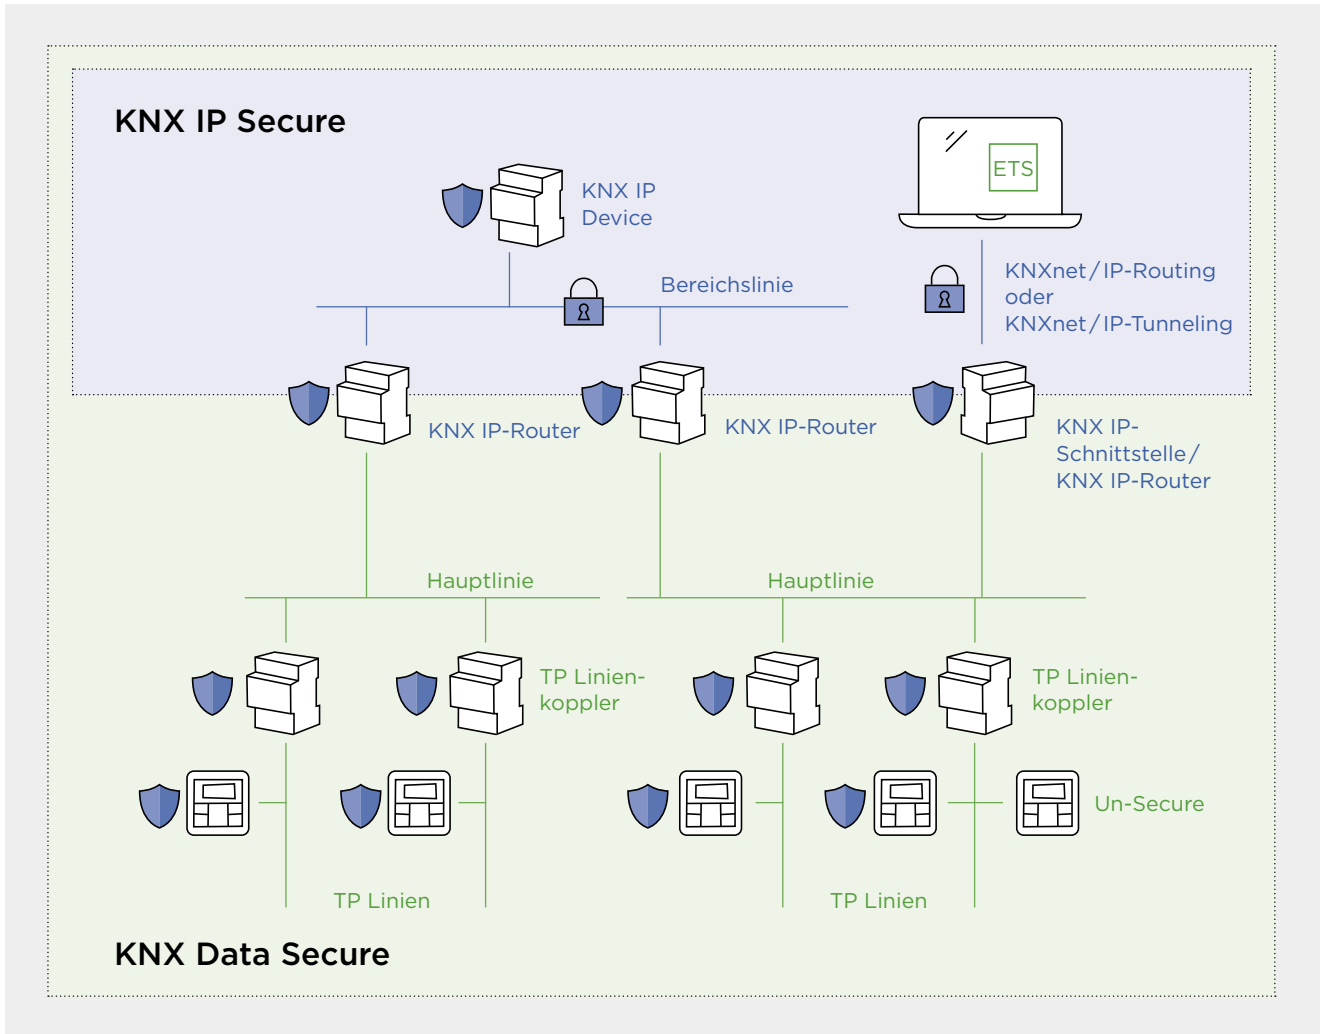 KNX IP Secure
ETS
KNX IP
Device
Bereichslinie
KNXnet/IP-Routing
oder
KNXnet/IP-Tunneling
KNX IP-Router
KNX IP-Router
KNX IP-
Schnittstelle/
KNX IP-Router
Hauptlinie
Hauptlinie
TP Linien-
koppler
TP Linien-
koppler
Un-Secure
TP Linien
TP Linien
KNX Data Secure